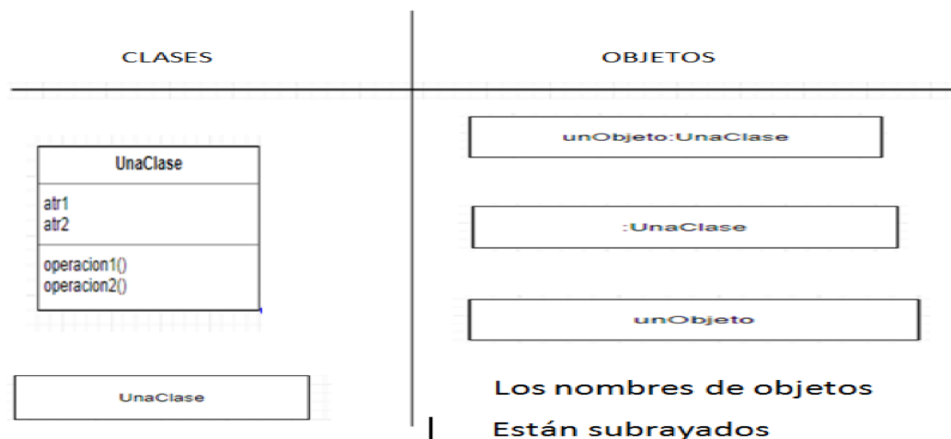 CLASES
OBJETOS
UnaClase
atr1
atr2
operacion1()
operacion2()
UnaClase
unObjeto:UnaClase
:UnaClase
unObjeto
Los nombres de objetos
Están subrayados